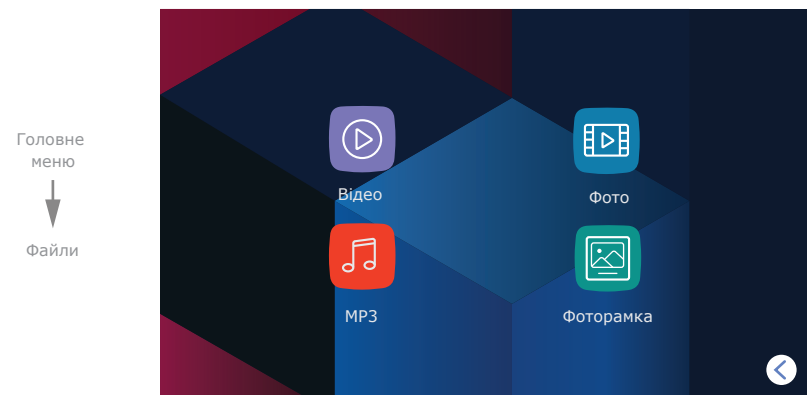 Головне
меню
Файли
Відео
Фото
MP3
Фоторамка